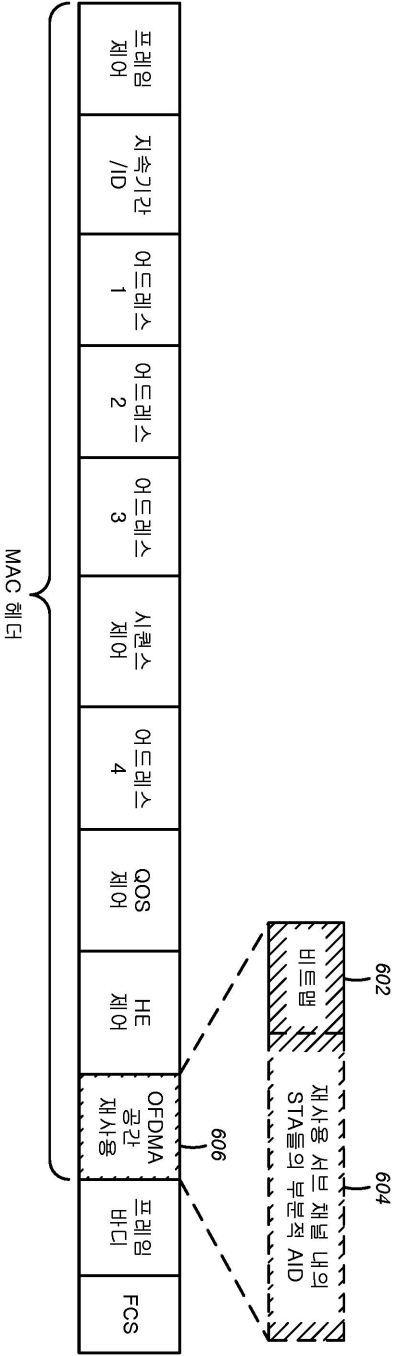 602
604
비트맵
재사용 서브 채널 내의
STA들의 부분적 AID
606
프레임
제어
지속기간
/ID
어드레스
1
어드레스
2
어드레스
3
시퀀스
제어
어드레스
4
QOS
제어
HE
제어
OFDMA
공간
재사용
프레임
바디
FCS
MAC 헤더